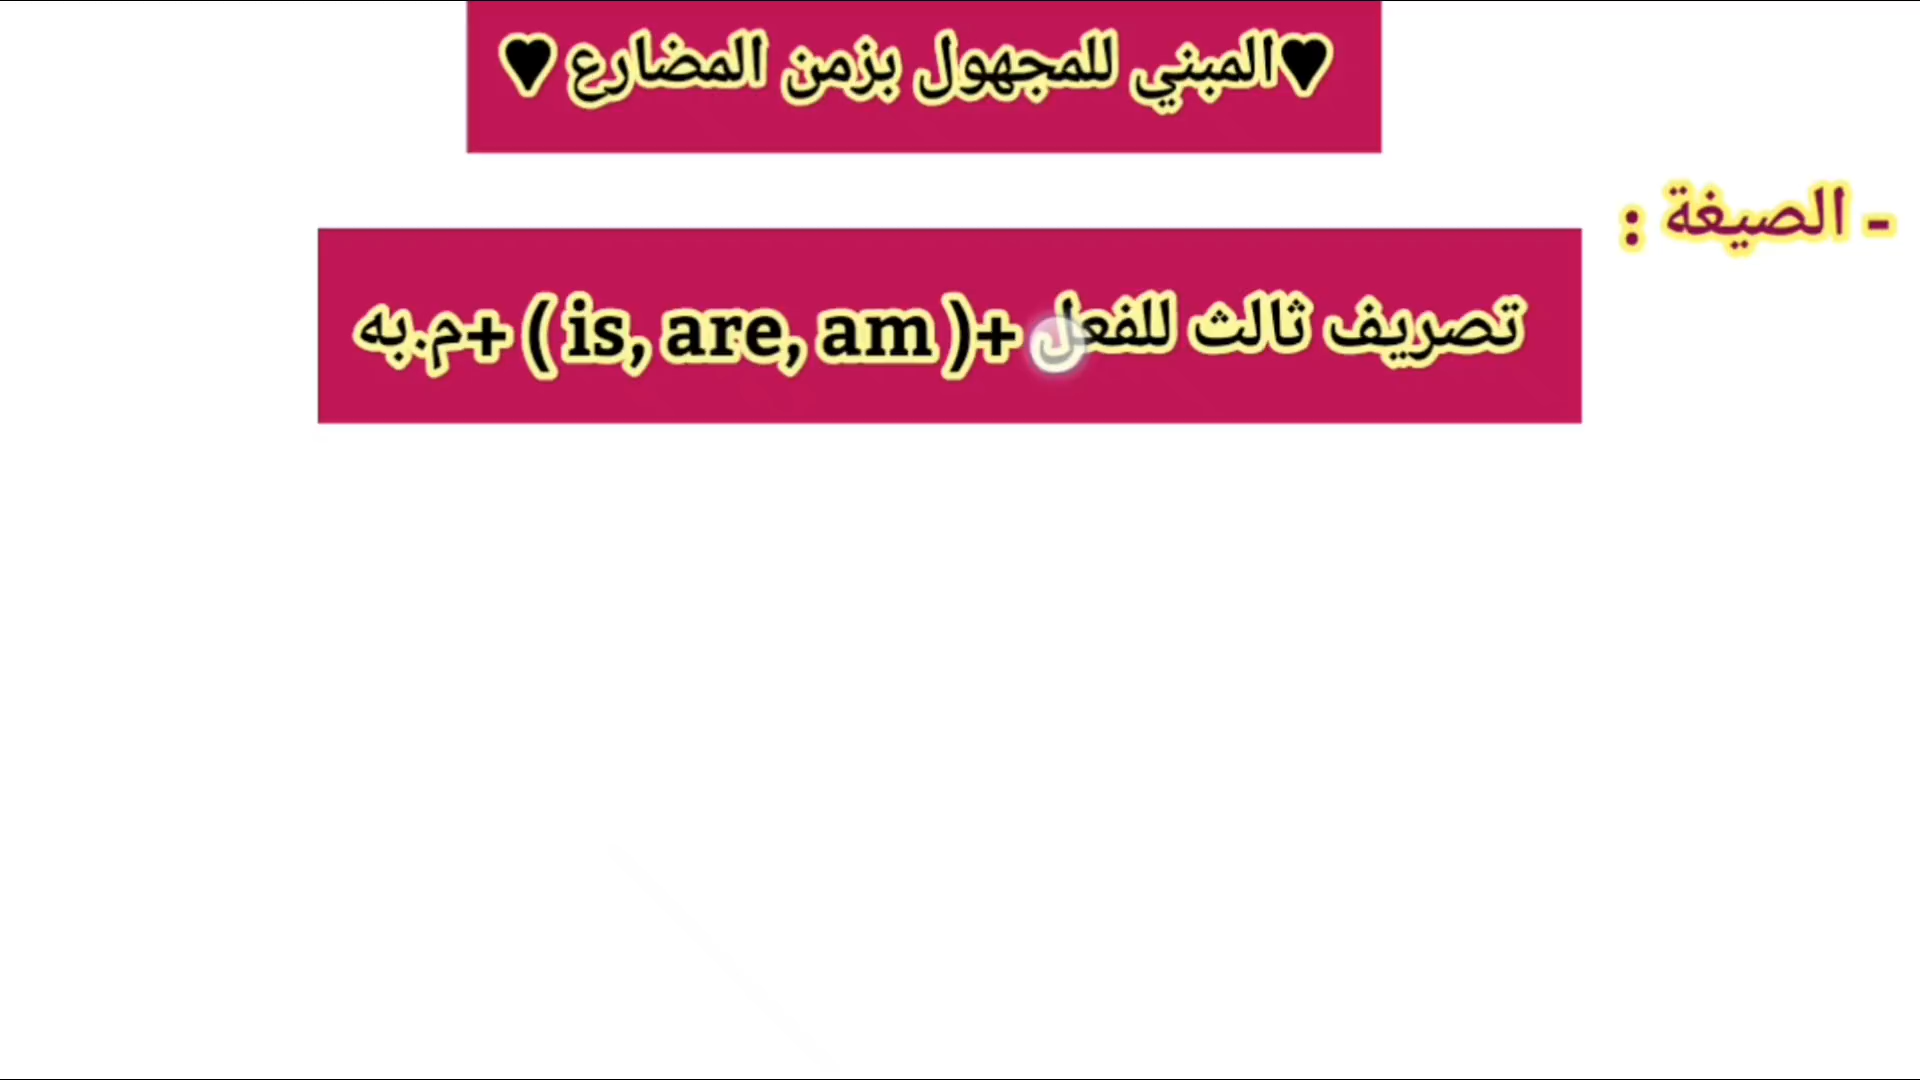 ♥المبني للمجهول بزمن المضارع ♥
- الصيغة :
م.به+ ( is, are, am )+ تصريف ثالث للفعل